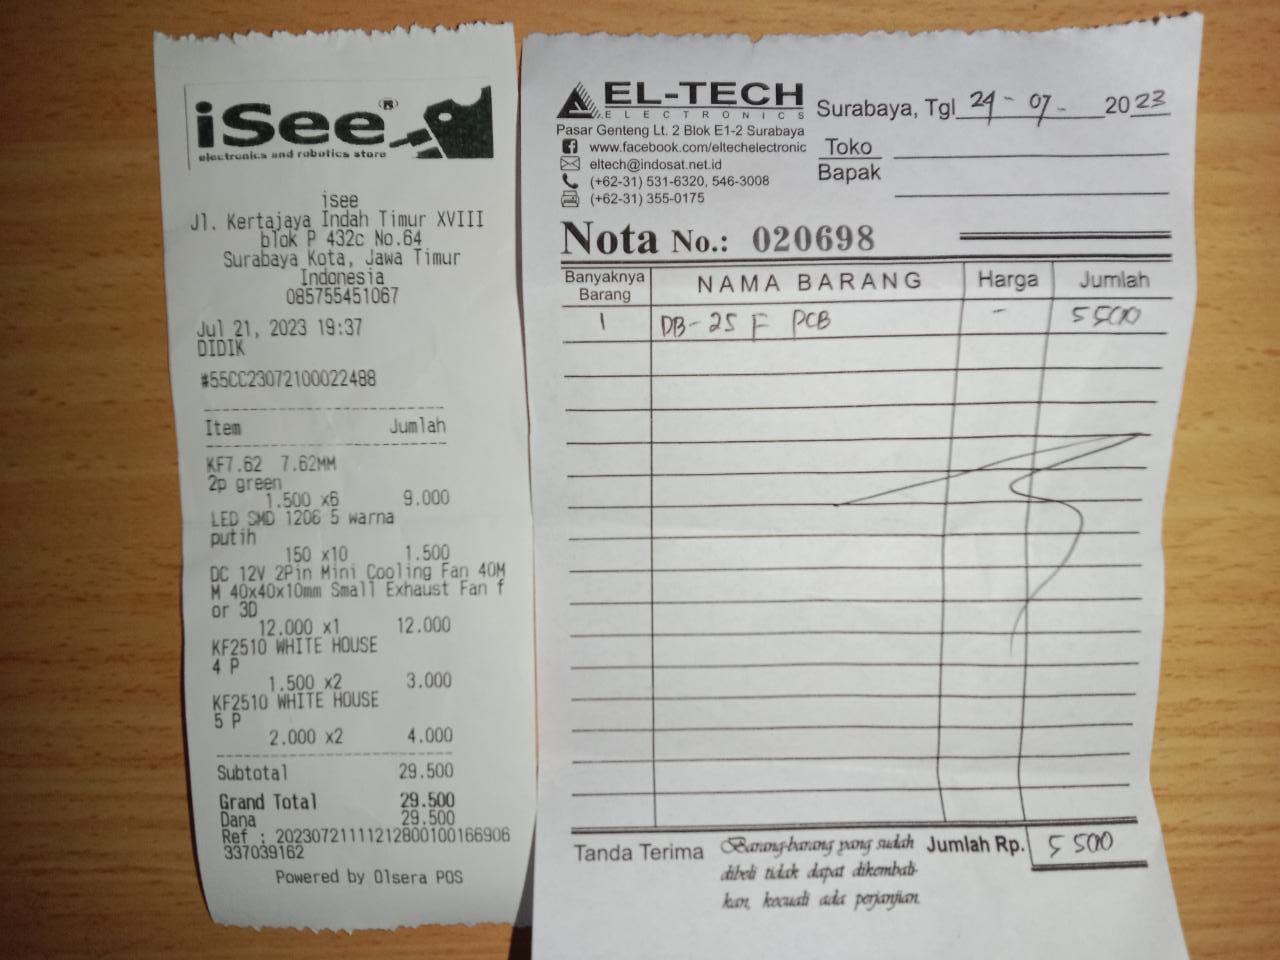 iSee®
electronics and robotics store
isee
Jl. Kertajaya Indah Timur XVIII
blok P 432c No.64
Surabaya Kota, Jawa Timur
Indonesia
085755451067
Jul 21, 2023 19:37
DIDIK
#55CC23072100022488
Item Jumlah
KF7.62 7.62MM
2p green
1.500 x6 9.000
LED SMD 1206 5 warna
putih
150 x10 1.500
DC 12V 2Pin Mini Cooling Fan 40M
M 40x40x10mm Small Exhaust Fan f
or 3D
12.000 x1 12.000
KF2510 WHITE HOUSE
4 P
1.500 x2 3.000
KF2510 WHITE HOUSE
5 P
2.000 x2 4.000
Subtotal 29.500
Grand Total 29.500
Dana 29.500
Ref : 20230721111212800100166906
337039162
Powered by Olsera POS
EL-TECH
ELECTRONICS
Pasar Genteng Lt. 2 Blok E1-2 Surabaya
www.facebook.com/eltechelectronic
eltech@indosat.net.id
(+62-31) 531-6320, 546-3008
(+62-31) 355-0175
Surabaya, Tgl 24 - 07 - 2023
Toko
Bapak
Nota No.: 020698
Banyaknya Barang NAMA BARANG Harga Jumlah
1 DB-25 F PCB - 5500
Tanda Terima
Barang-barang yang sudah
dibeli tidak dapat dikembali-
kan, kecuali ada perjanjian.
Jumlah Rp. 5500